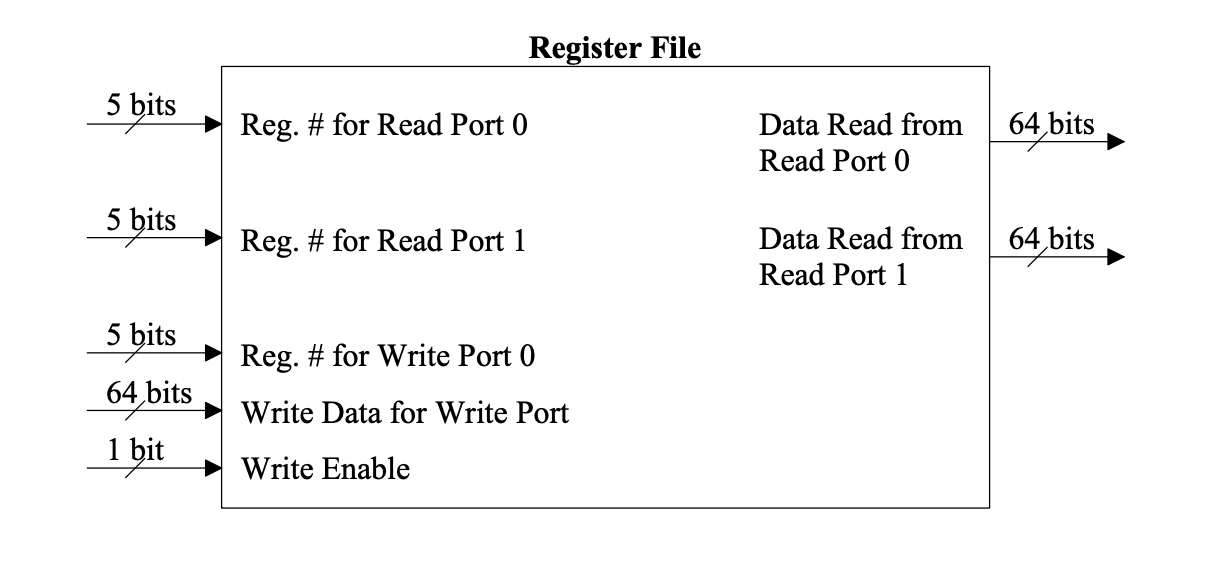 Register File
5 bits
Reg. # for Read Port 0
Data Read from
Read Port 0
64 bits
5 bits
Reg. # for Read Port 1
Data Read from
Read Port 1
64 bits
5 bits
Reg. # for Write Port 0
64 bits
Write Data for Write Port
1 bit
Write Enable